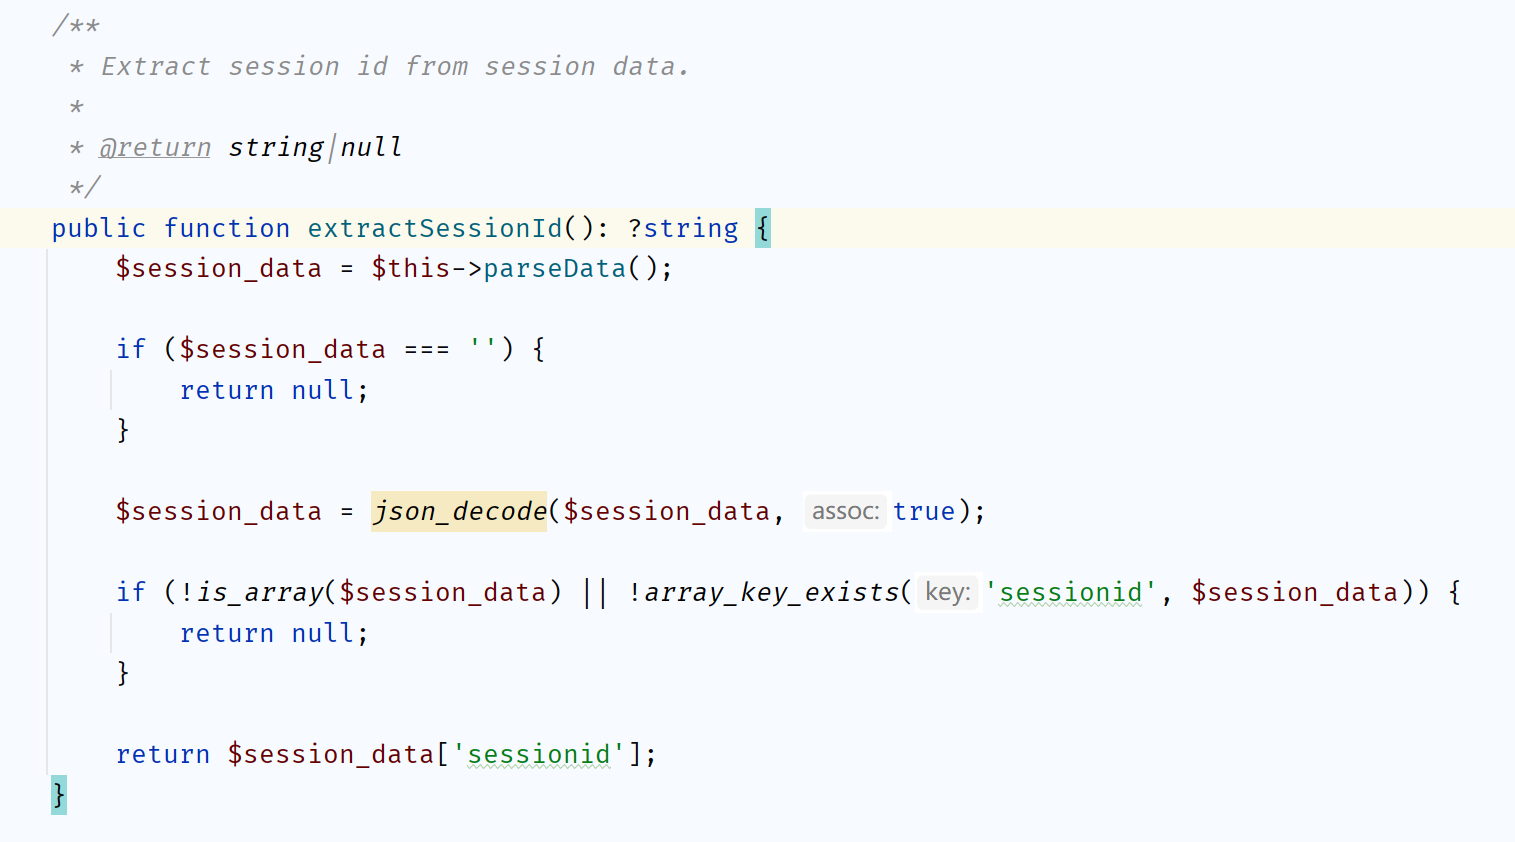 /**
 * Extract session id from session data.
 *
 * @return string|null
 */
public function extractSessionId(): ?string {
    $session_data = $this->parseData();

    if ($session_data === '') {
        return null;
    }

    $session_data = json_decode($session_data, assoc: true);

    if (!is_array($session_data) || !array_key_exists( key: 'sessionid', $session_data)) {
        return null;
    }

    return $session_data['sessionid'];
}